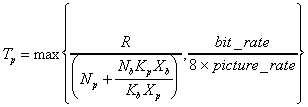 T_p = max { R / ( N_p + N_b K_p X_b / K_b X_p ) , bit_rate / 8 × picture_rate }